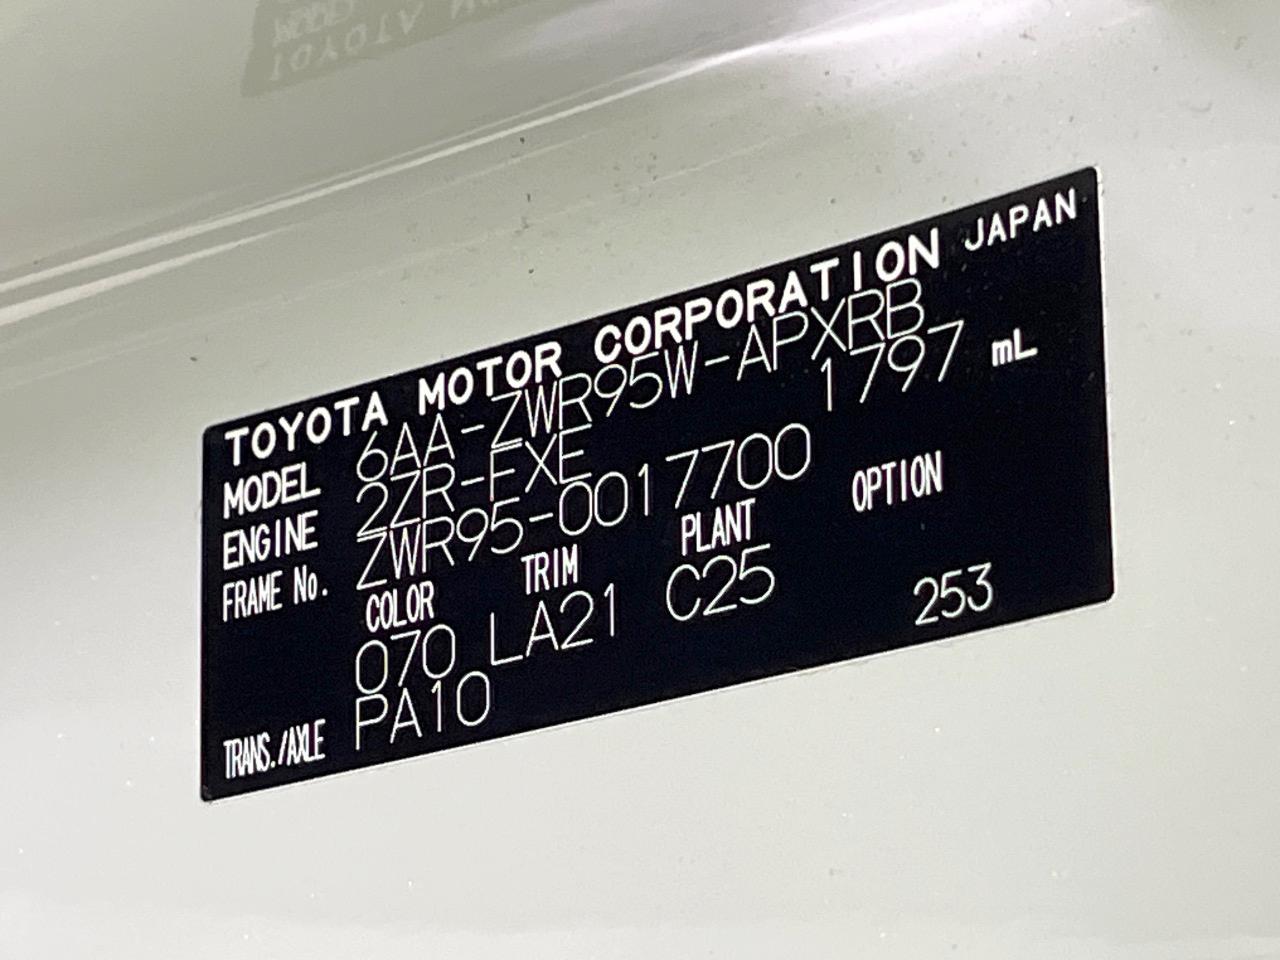 TOYOTA MOTOR CORPORATION JAPAN
MODEL 6AA-ZWR95W-APXRB
ENGINE 2ZR-FXE 1797 mL
FRAME No. ZWR95-0017700
COLOR TRIM PLANT OPTION
070 LA21 C25 253
TRANS./AXLE PA10